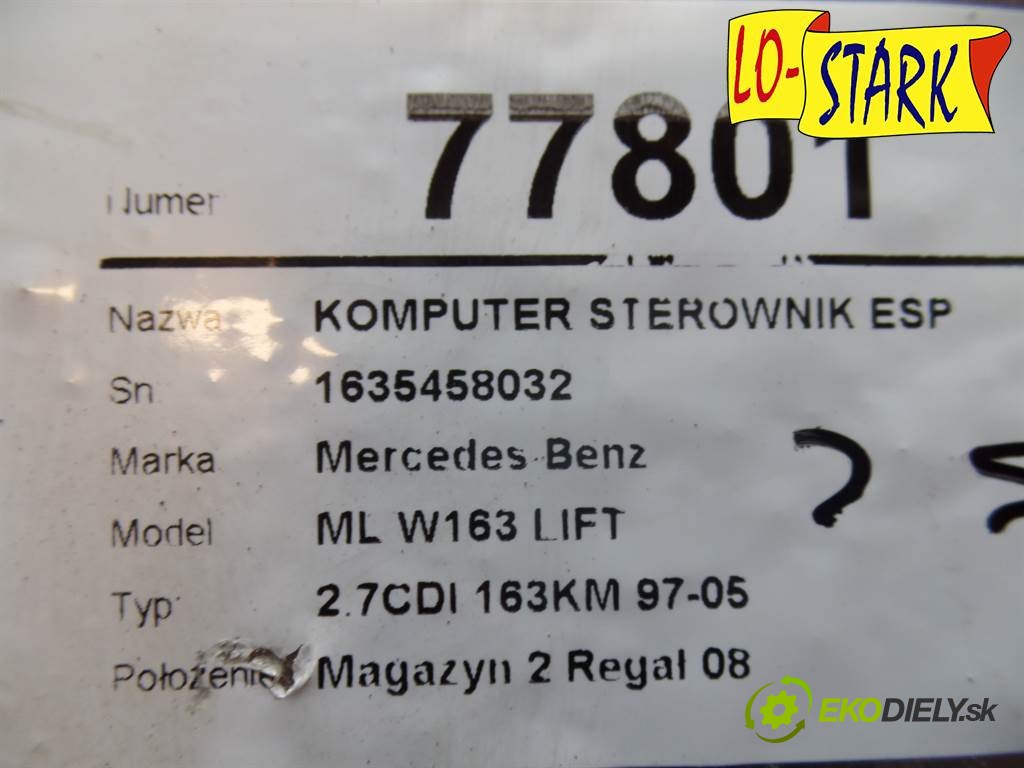 LO-STARK
Numer 77801
Nazwa KOMPUTER STEROWNIK ESP
Sn 1635458032
Marka Mercedes Benz
Model ML W163 LIFT
Typ 2.7CDI 163KM 97-05
Położenie Magazyn 2 Regał 08
EKODIELY.sk